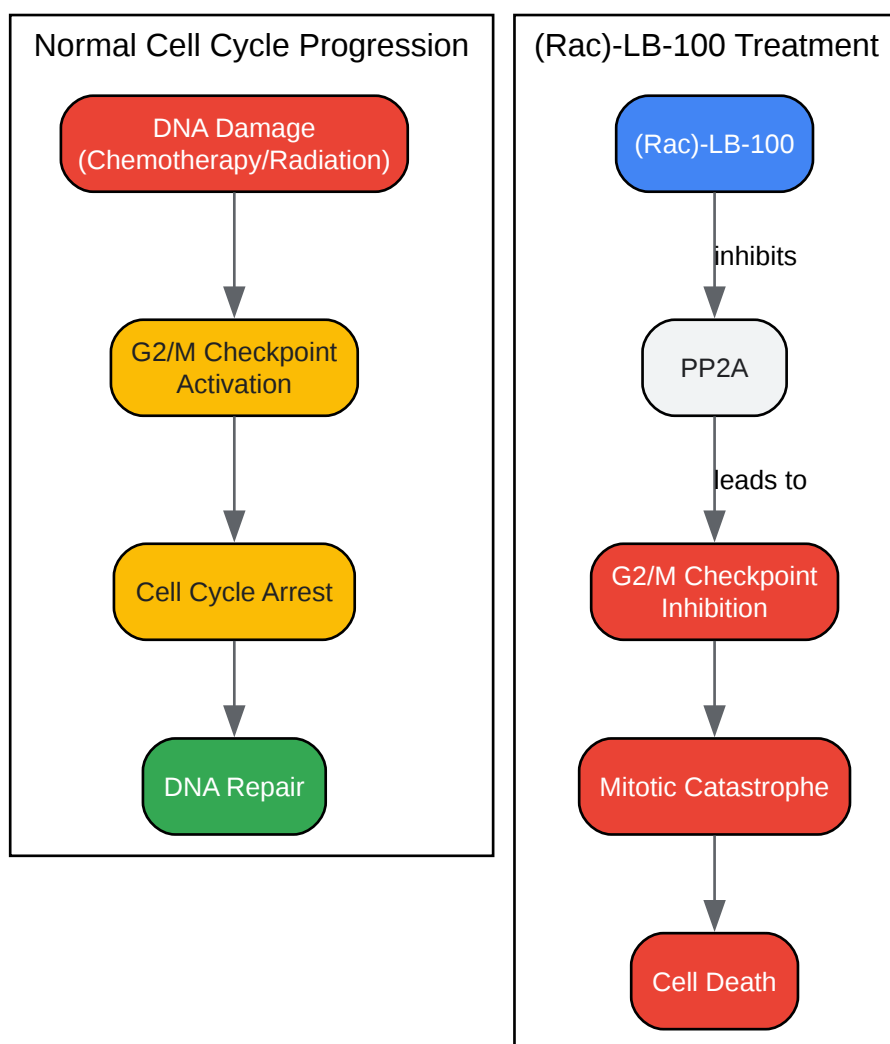 Normal Cell Cycle Progression
DNA Damage
(Chemotherapy/Radiation)
G2/M Checkpoint
Activation
Cell Cycle Arrest
DNA Repair
(Rac)-LB-100 Treatment
(Rac)-LB-100
inhibits
PP2A
leads to
G2/M Checkpoint
Inhibition
Mitotic Catastrophe
Cell Death